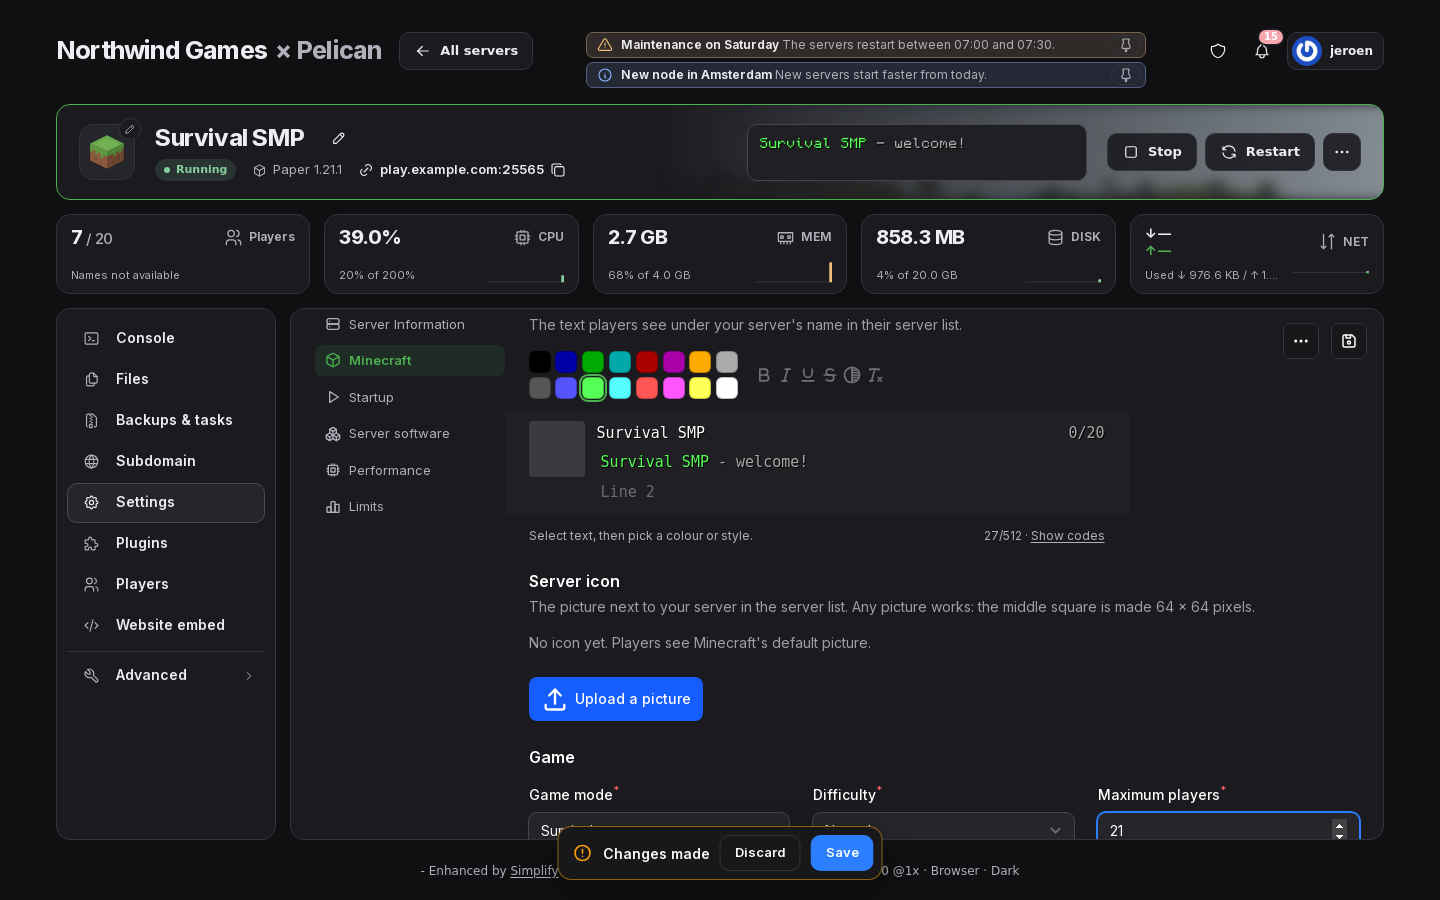 Northwind Games × Pelican
All servers
Maintenance on Saturday The servers restart between 07:00 and 07:30.
New node in Amsterdam New servers start faster from today.
15
jeroen
Survival SMP
Running
Paper 1.21.1
play.example.com:25565
Survival SMP - welcome!
Stop
Restart
7 / 20
Players
Names not available
39.0%
CPU
20% of 200%
2.7 GB
MEM
68% of 4.0 GB
858.3 MB
DISK
4% of 20.0 GB
↓—
↑—
NET
Used ↓ 976.6 KB / ↑ 1....
Console
Files
Backups & tasks
Subdomain
Settings
Plugins
Players
Website embed
Advanced
Server Information
Minecraft
Startup
Server software
Performance
Limits
The text players see under your server's name in their server list.
B I U S Tx
Survival SMP
0/20
Survival SMP - welcome!
Line 2
Select text, then pick a colour or style.
27/512 · Show codes
Server icon
The picture next to your server in the server list. Any picture works: the middle square is made 64 × 64 pixels.
No icon yet. Players see Minecraft's default picture.
Upload a picture
Game
Game mode*
Difficulty*
Maximum players*
21
Changes made
Discard
Save
- Enhanced by Simplify
0 @1x · Browser · Dark